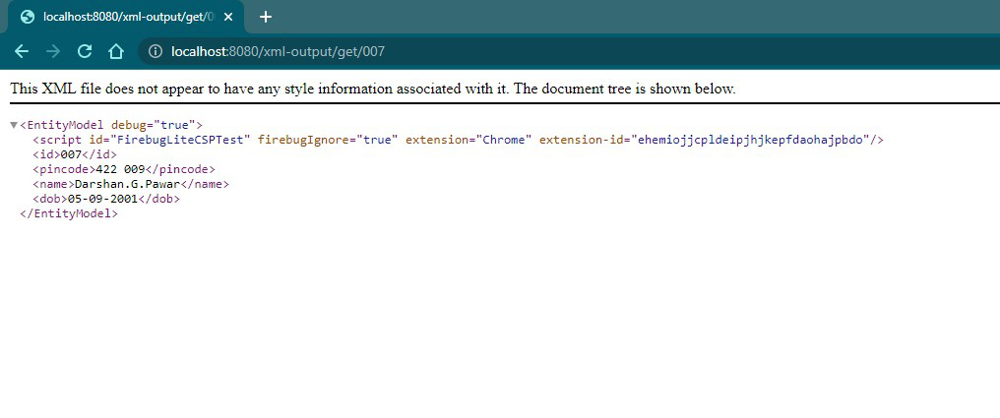 localhost:8080/xml-output/get/0
localhost:8080/xml-output/get/007
This XML file does not appear to have any style information associated with it. The document tree is shown below.
<EntityModel debug="true">
<script id="FirebugLiteCSPTest" firebugIgnore="true" extension="Chrome" extension-id="ehemiojjcpldeipjhjkepfdaohajpbdo"/>
<id>007</id>
<pincode>422 009</pincode>
<name>Darshan.G.Pawar</name>
<dob>05-09-2001</dob>
</EntityModel>